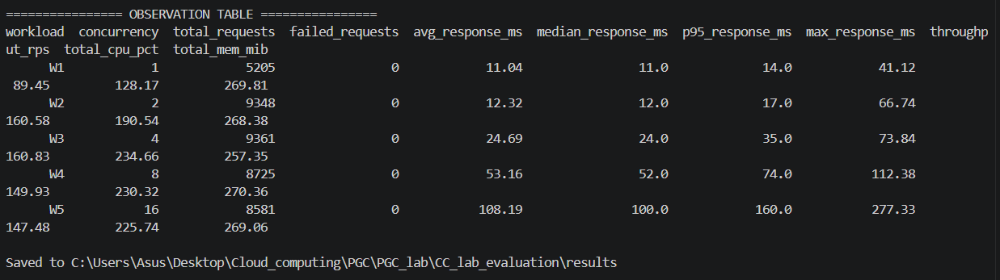 ================ OBSERVATION TABLE ================
workload  concurrency  total_requests  failed_requests  avg_response_ms  median_response_ms  p95_response_ms  max_response_ms  throughp
ut_rps  total_cpu_pct  total_mem_mib
W1  1  5205  0  11.04  11.0  14.0  41.12
89.45  128.17  269.81
W2  2  9348  0  12.32  12.0  17.0  66.74
160.58  190.54  268.38
W3  4  9361  0  24.69  24.0  35.0  73.84
160.83  234.66  257.35
W4  8  8725  0  53.16  52.0  74.0  112.38
149.93  230.32  270.36
W5  16  8581  0  108.19  100.0  160.0  277.33
147.48  225.74  269.06
Saved to C:\Users\Asus\Desktop\Cloud_computing\PGC\PGC_lab\CC_lab_evaluation\results